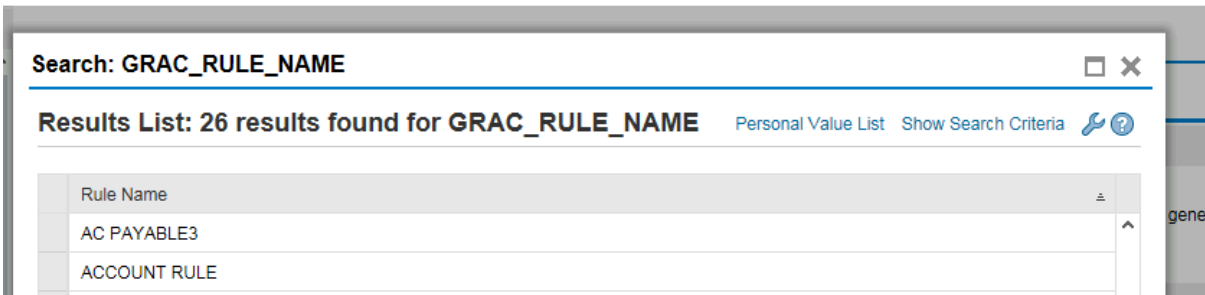 Search: GRAC_RULE_NAME
Results List: 26 results found for GRAC_RULE_NAME Personal Value List Show Search Criteria
Rule Name
AC PAYABLE3
gene
ACCOUNT RULE